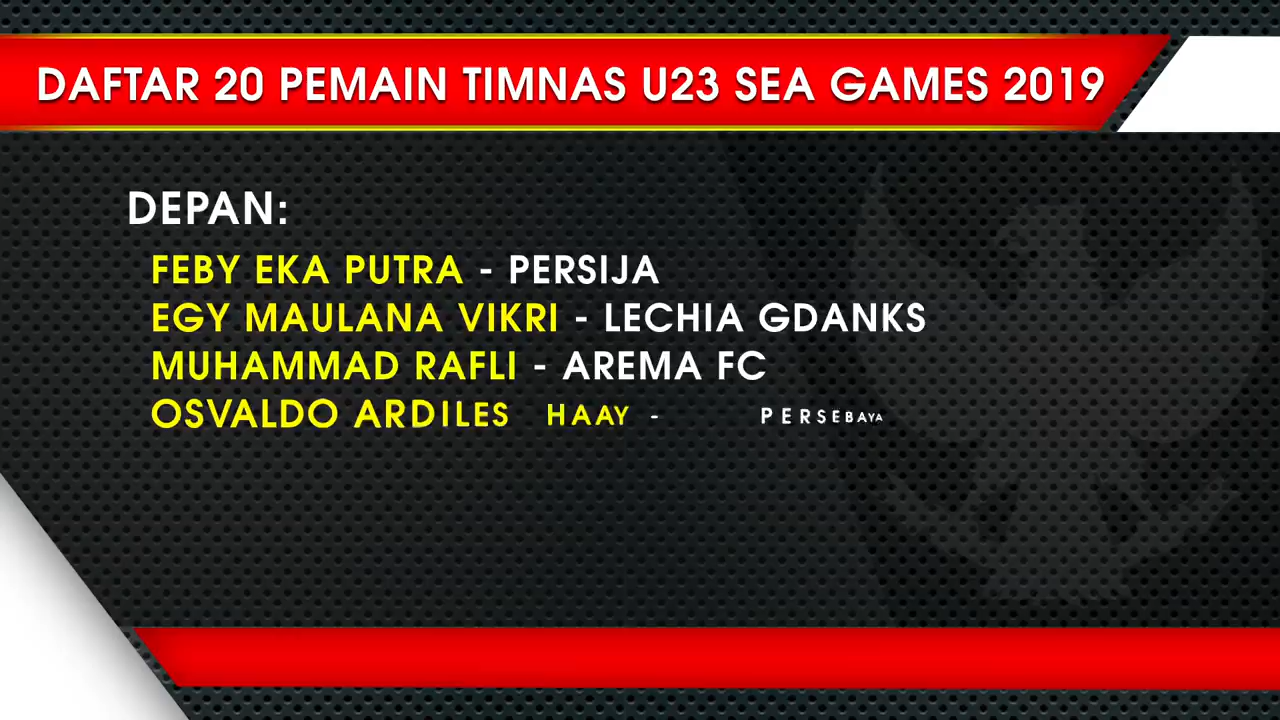 DAFTAR 20 PEMAIN TIMNAS U23 SEA GAMES 2019
DEPAN:
FEBY EKA PUTRA - PERSIJA
EGY MAULANA VIKRI - LECHIA GDANKS
MUHAMMAD RAFLI - AREMA FC
OSVALDO ARDILES HAAY - PERSEBAYA